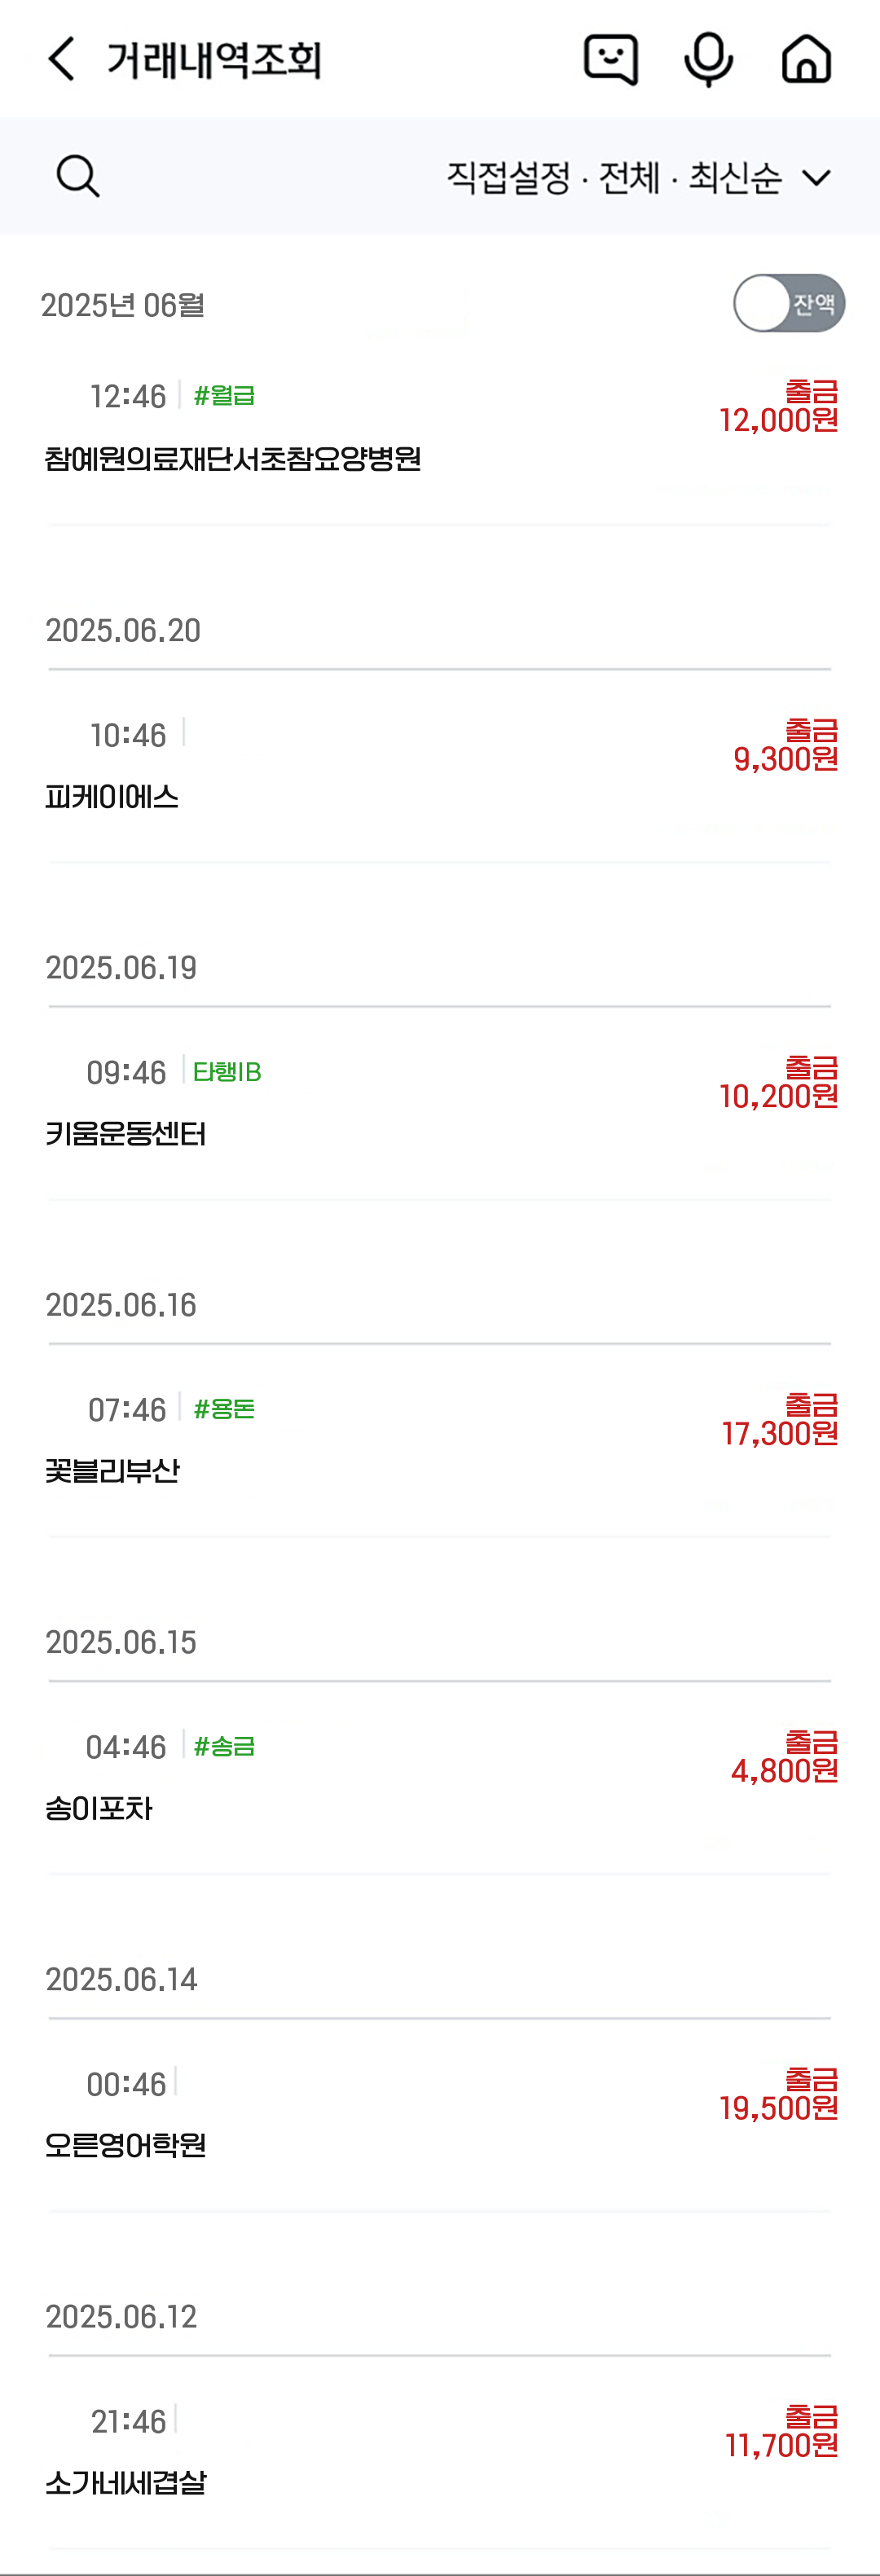 거래내역조회
직접설정 · 전체 · 최신순
2025년 06월
잔액
12:46 #월급
출금
12,000원
참예원의료재단서초참요양병원
2025.06.20
10:46
출금
9,300원
피케이에스
2025.06.19
09:46 타행IB
출금
10,200원
키움운동센터
2025.06.16
07:46 #용돈
출금
17,300원
꽃블리부산
2025.06.15
04:46 #송금
출금
4,800원
송이포차
2025.06.14
00:46
출금
19,500원
오른영어학원
2025.06.12
21:46
출금
11,700원
소가네세겹살